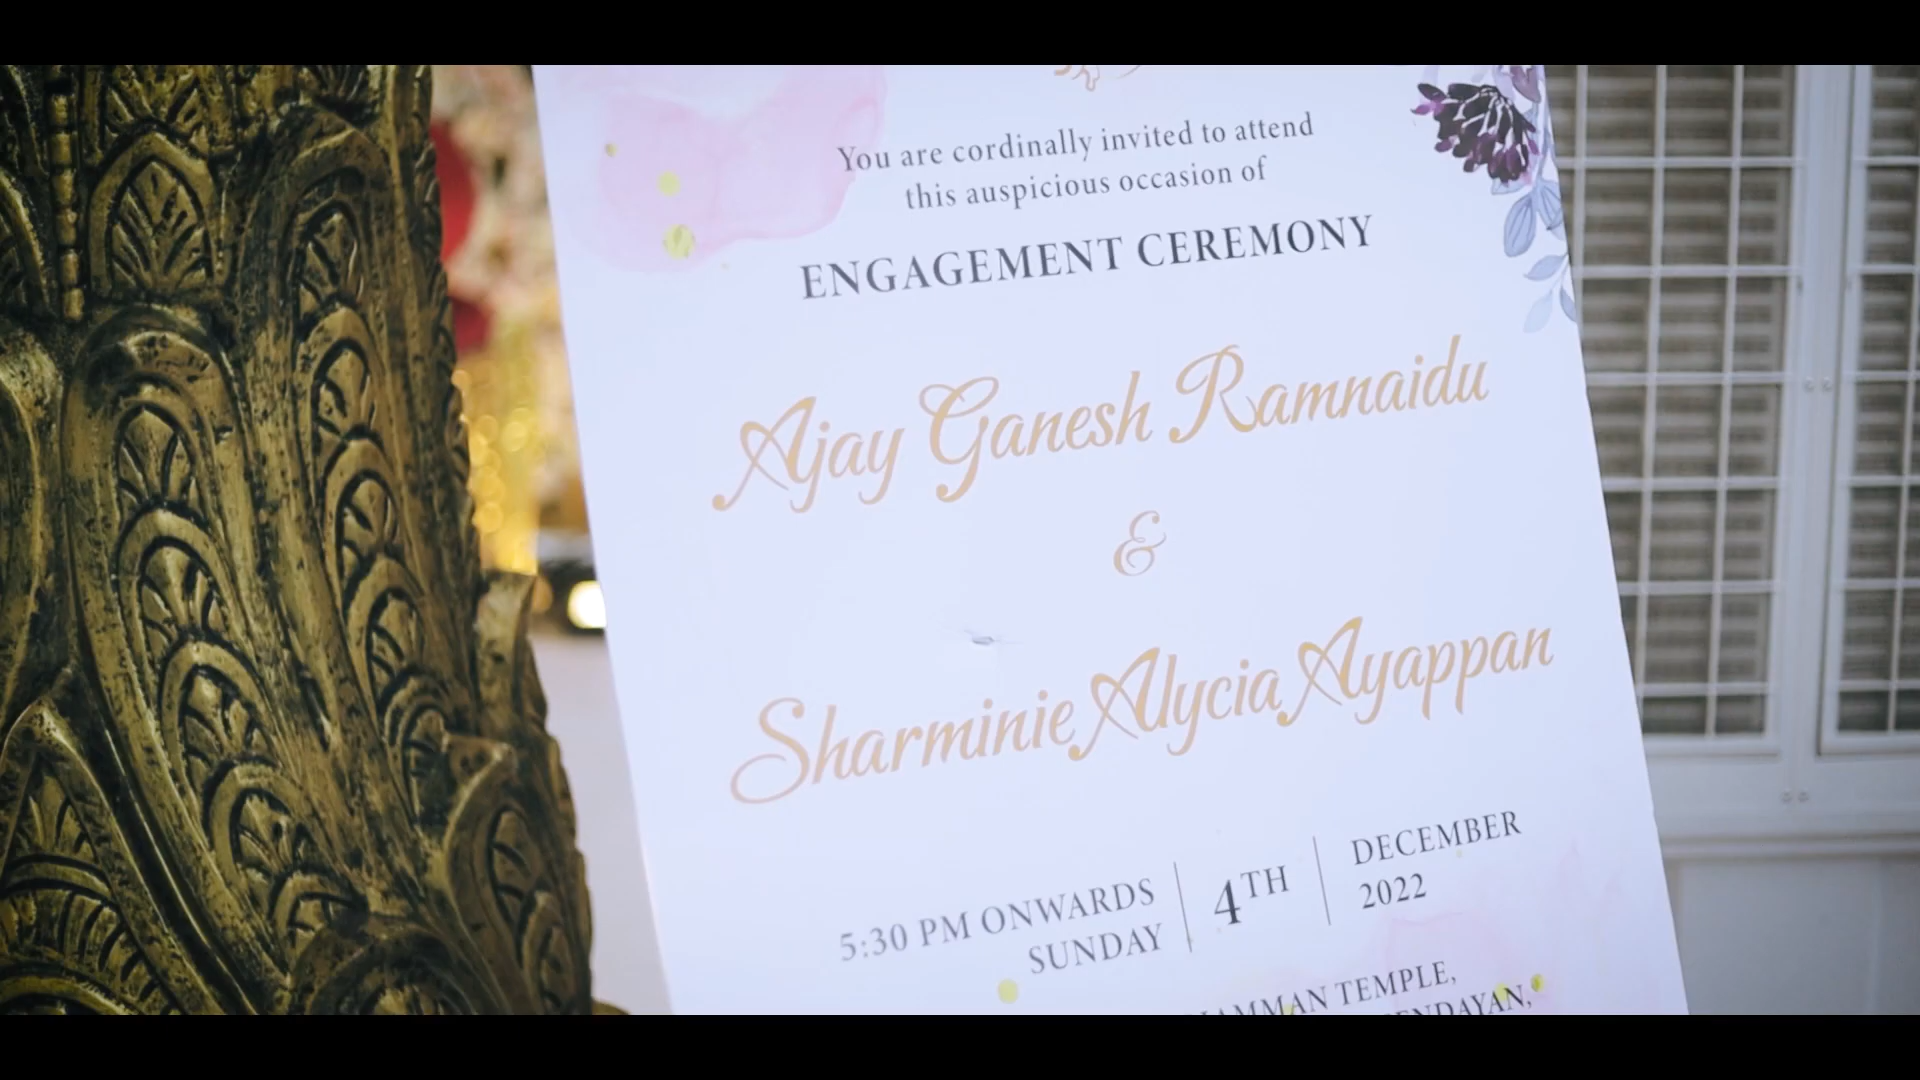 You are cordinally invited to attend
this auspicious occasion of
ENGAGEMENT CEREMONY
Ajay Ganesh Ramnaidu
&
Sharminie Alycia Ayappan
5:30 PM ONWARDS
SUNDAY
4TH
DECEMBER
2022
TEMPLE,